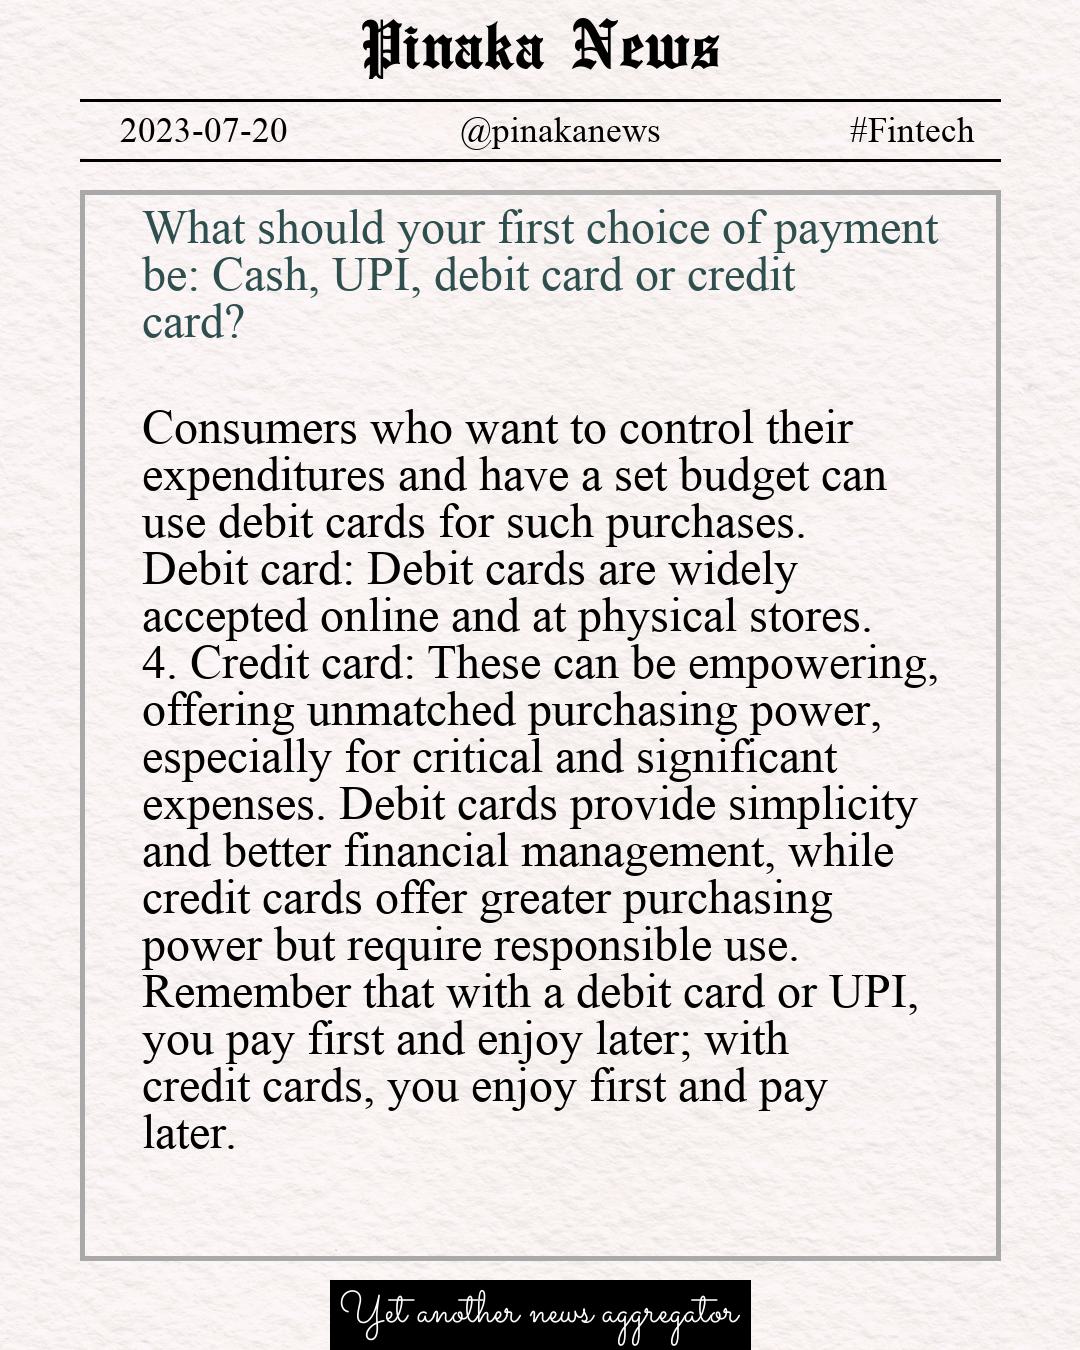 Pinaka News
2023-07-20 @pinakanews #Fintech
What should your first choice of payment
be: Cash, UPI, debit card or credit
card?
Consumers who want to control their
expenditures and have a set budget can
use debit cards for such purchases.
Debit card: Debit cards are widely
accepted online and at physical stores.
4. Credit card: These can be empowering,
offering unmatched purchasing power,
especially for critical and significant
expenses. Debit cards provide simplicity
and better financial management, while
credit cards offer greater purchasing
power but require responsible use.
Remember that with a debit card or UPI,
you pay first and enjoy later; with
credit cards, you enjoy first and pay
later.
Yet another news aggregator